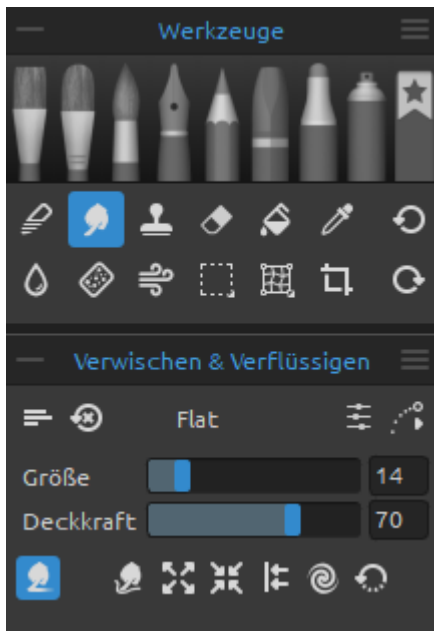 Werkzeuge
Verwischen & Verflüssigen
Flat
Größe 14
Deckkraft 70